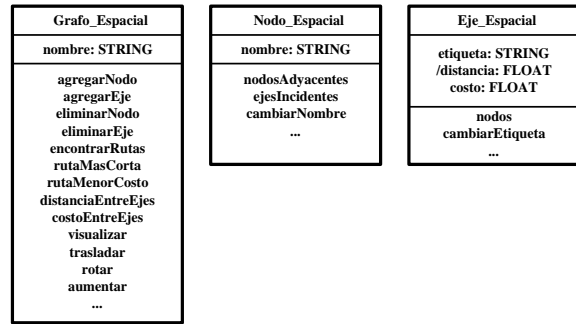 Grafo_Espacial
nombre: STRING
agregarNodo
agregarEje
eliminarNodo
eliminarEje
encontrarRutas
rutaMasCorta
rutaMenorCosto
distanciaEntreEjes
costoEntreEjes
visualizar
trasladar
rotar
aumentar
...
Nodo_Espacial
nombre: STRING
nodosAdyacentes
ejesIncidentes
cambiarNombre
...
Eje_Espacial
etiqueta: STRING
/distancia: FLOAT
costo: FLOAT
nodos
cambiarEtiqueta
...